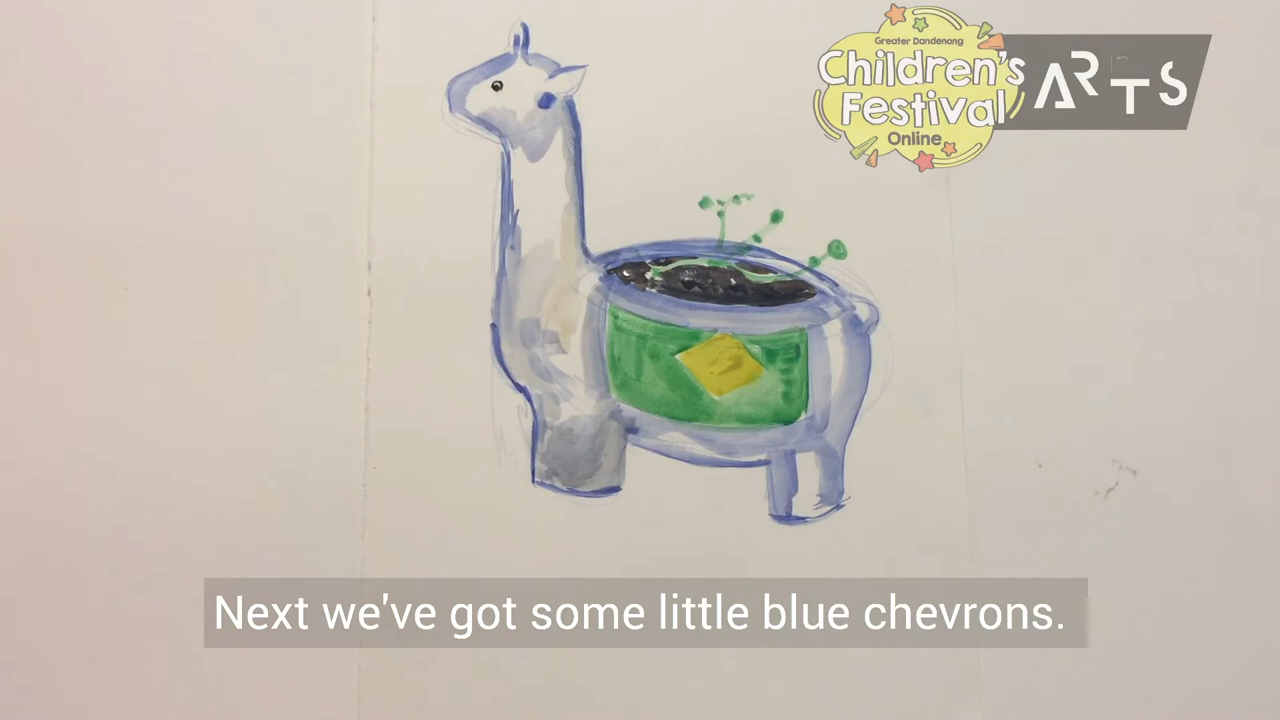 Greater Dandenong
Children's
Festival
Online
ARTS
Next we've got some little blue chevrons.